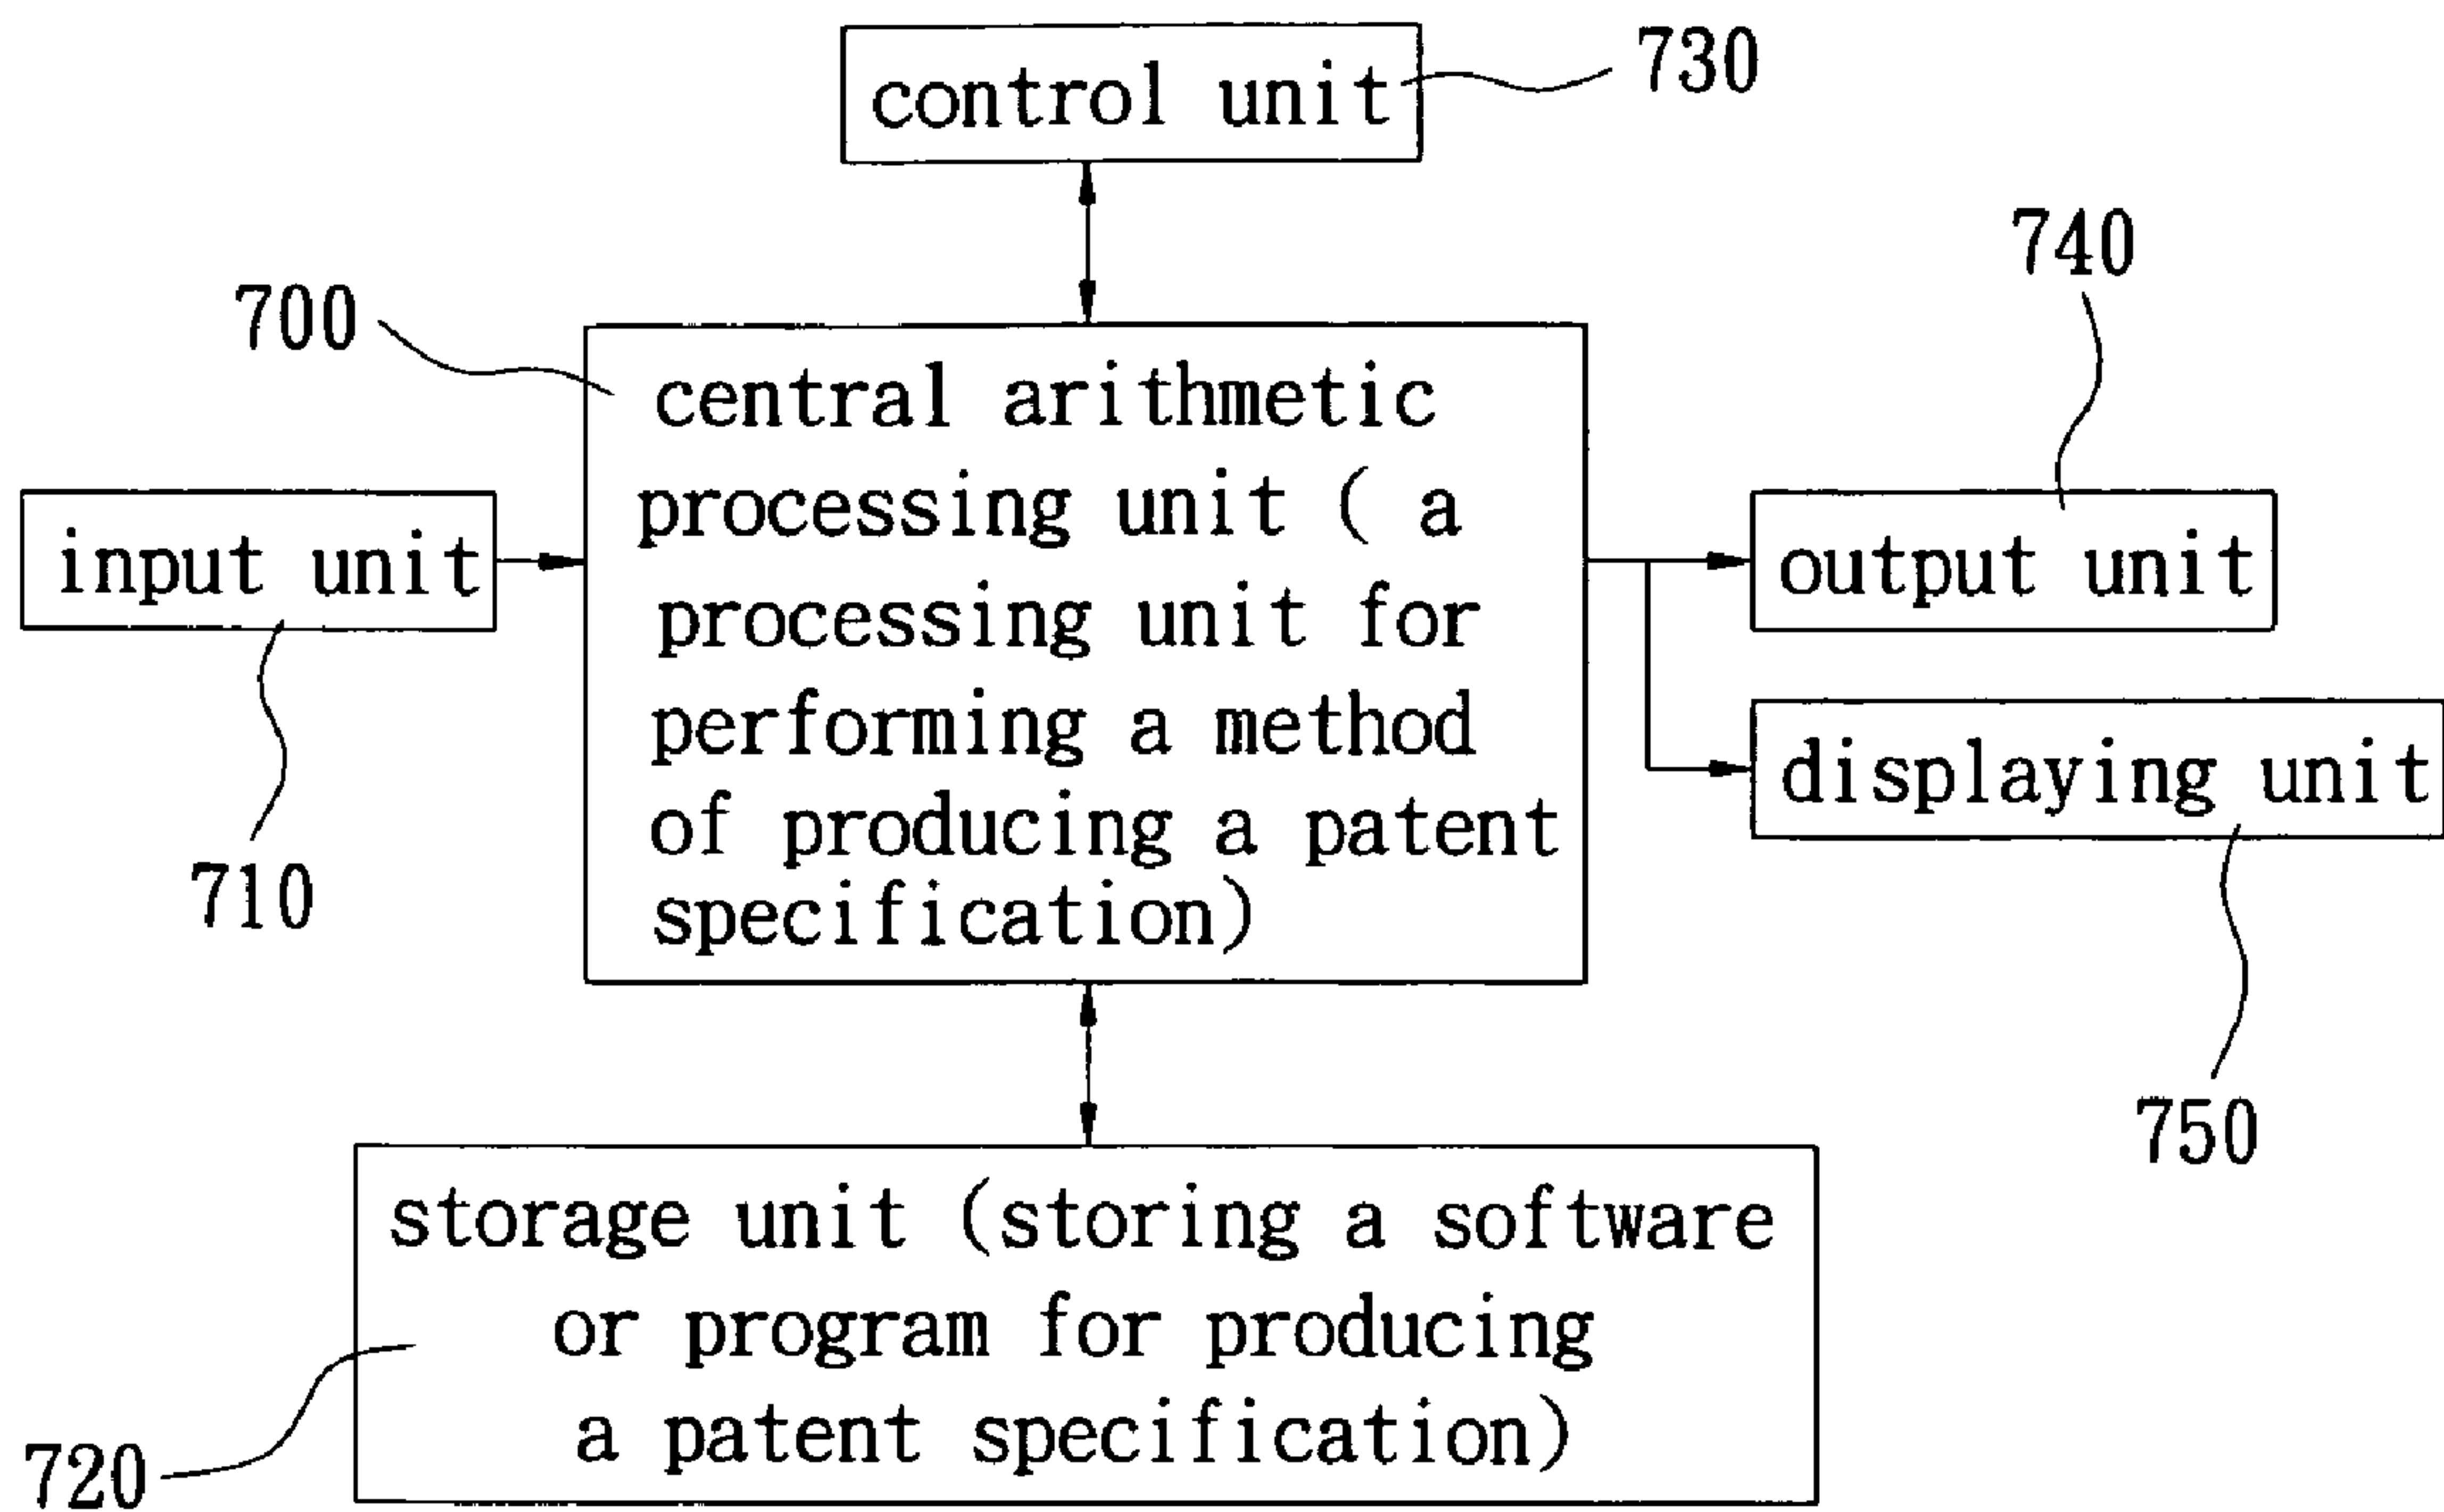 control unit
730
740
700
central arithmetic
processing unit ( a
processing unit for
performing a method
of producing a patent
specification)
input unit
710
output unit
displaying unit
750
storage unit (storing a software
or program for producing
a patent specification)
720